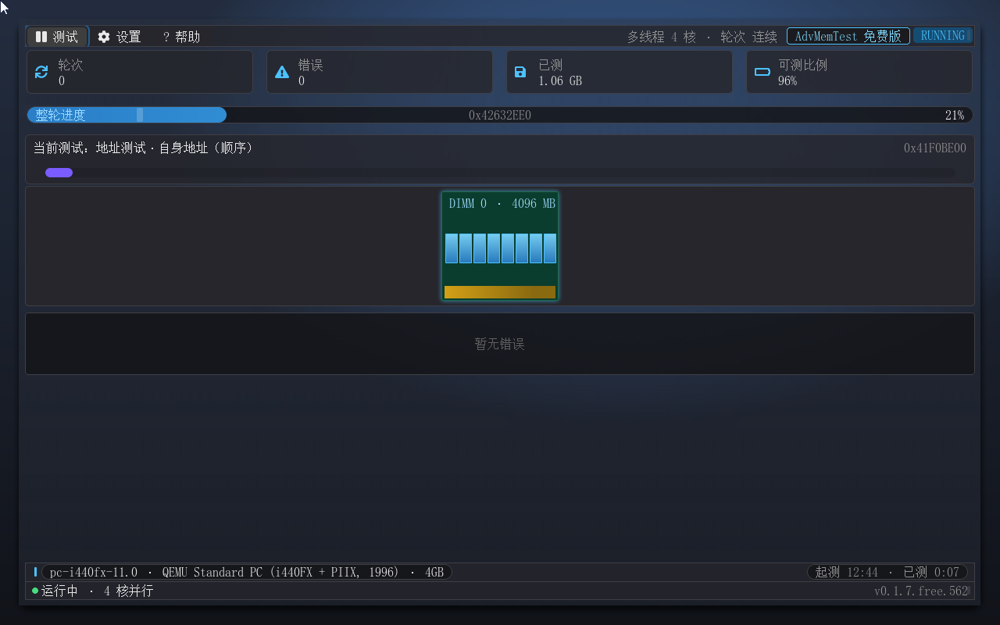 测试 设置 ? 帮助 多线程 4 核 · 轮次 连续 AdvMemTest 免费版 RUNNING
轮次 错误 已测 可测比例
0 0 1.06 GB 96%
整轮进度 0x42632EE0 21%
当前测试: 地址测试 · 自身地址（顺序） 0x41F0BE00
DIMM 0 · 4096 MB
暂无错误
pc-i440fx-11.0 · QEMU Standard PC (i440FX + PIIX, 1996) · 4GB 起测 12:44 · 已测 0:07
运行中 · 4 核并行 v0.1.7.free.562